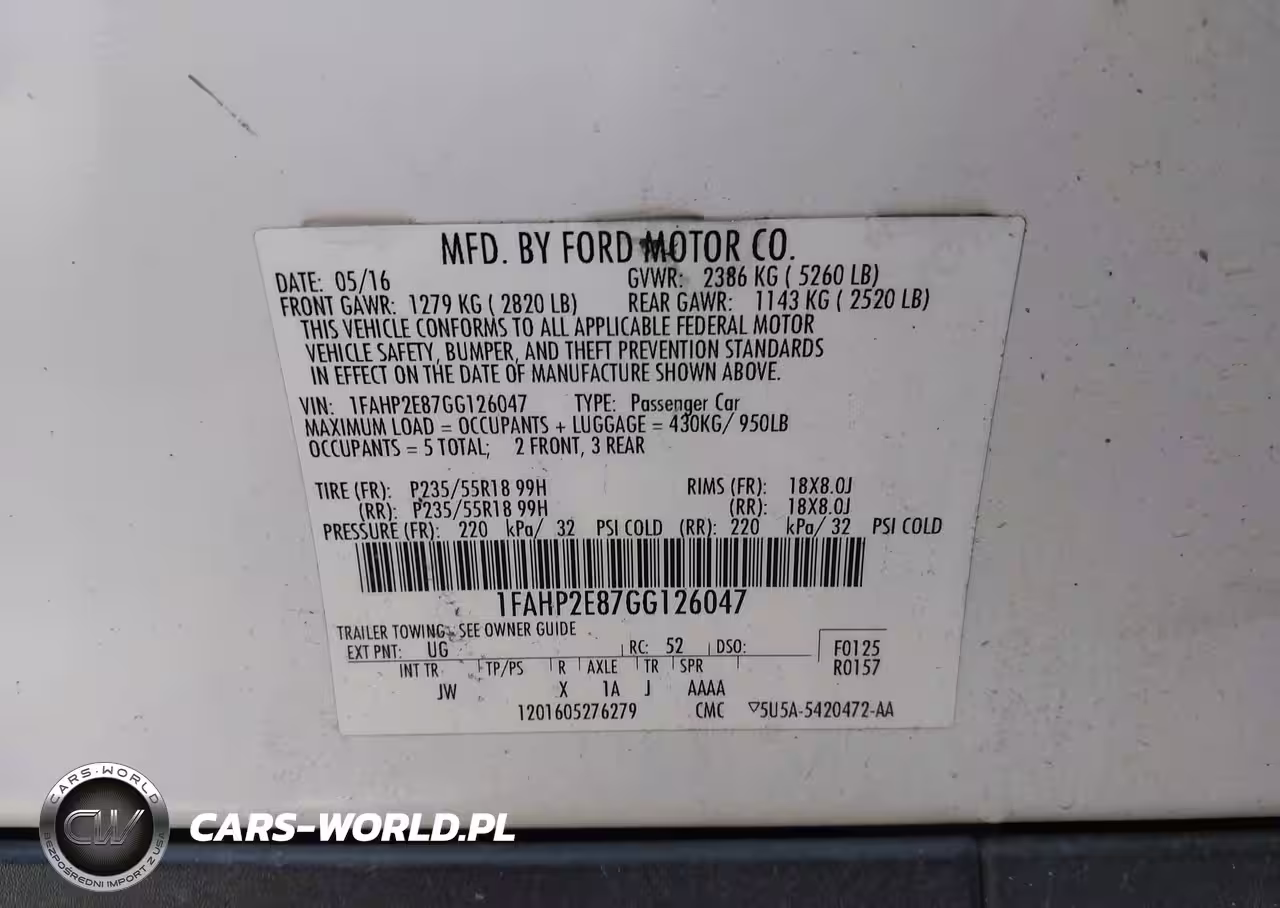 MFD. BY FORD MOTOR CO.
DATE: 05/16 GVWR: 2386 KG ( 5260 LB)
FRONT GAWR: 1279 KG ( 2820 LB) REAR GAWR: 1143 KG ( 2520 LB)
THIS VEHICLE CONFORMS TO ALL APPLICABLE FEDERAL MOTOR
VEHICLE SAFETY, BUMPER, AND THEFT PREVENTION STANDARDS
IN EFFECT ON THE DATE OF MANUFACTURE SHOWN ABOVE.
VIN: 1FAHP2E87GG126047 TYPE: Passenger Car
MAXIMUM LOAD = OCCUPANTS + LUGGAGE = 430KG/ 950LB
OCCUPANTS = 5 TOTAL; 2 FRONT, 3 REAR
TIRE (FR): P235/55R18 99H RIMS (FR): 18X8.0J
(RR): P235/55R18 99H (RR): 18X8.0J
PRESSURE (FR): 220 kPa/ 32 PSI COLD (RR): 220 kPa/ 32 PSI COLD
1FAHP2E87GG126047
TRAILER TOWING- SEE OWNER GUIDE
EXT PNT: UG RC: 52 DSO: F0125
INT TR TP/PS R AXLE TR SPR R0157
JW X 1A J AAAA
1201605276279 CMC ▽5U5A-5420472-AA
CARS-WORLD
CW
BEZPOŚREDNI IMPORT Z USA
CARS-WORLD.PL